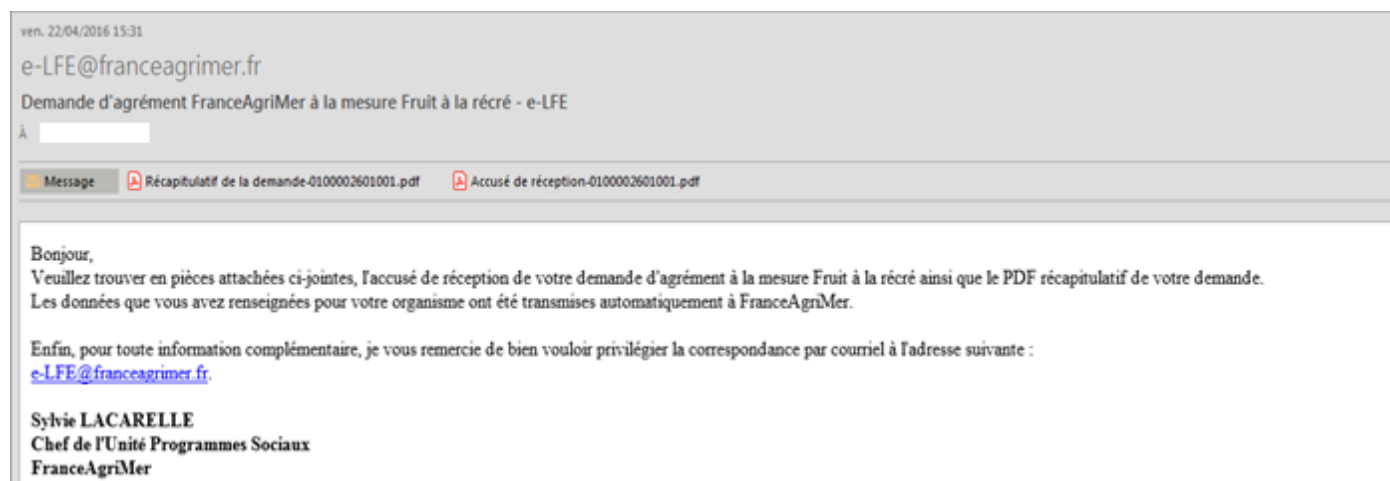 ven. 22/04/2016 15:31
e-LFE@franceagrimer.fr
Demande d'agrément FranceAgriMer à la mesure Fruit à la récré - e-LFE
À
Message Récapitulatif de la demande-0100002601001.pdf Accusé de réception-0100002601001.pdf
Bonjour,
Veuillez trouver en pièces attachées ci-jointes, l'accusé de réception de votre demande d'agrément à la mesure Fruit à la récré ainsi que le PDF récapitulatif de votre demande.
Les données que vous avez renseignées pour votre organisme ont été transmises automatiquement à FranceAgriMer.
Enfin, pour toute information complémentaire, je vous remercie de bien vouloir privilégier la correspondance par courriel à l'adresse suivante :
e-LFE@franceagrimer.fr.
Sylvie LACARELLE
Chef de l'Unité Programmes Sociaux
FranceAgriMer